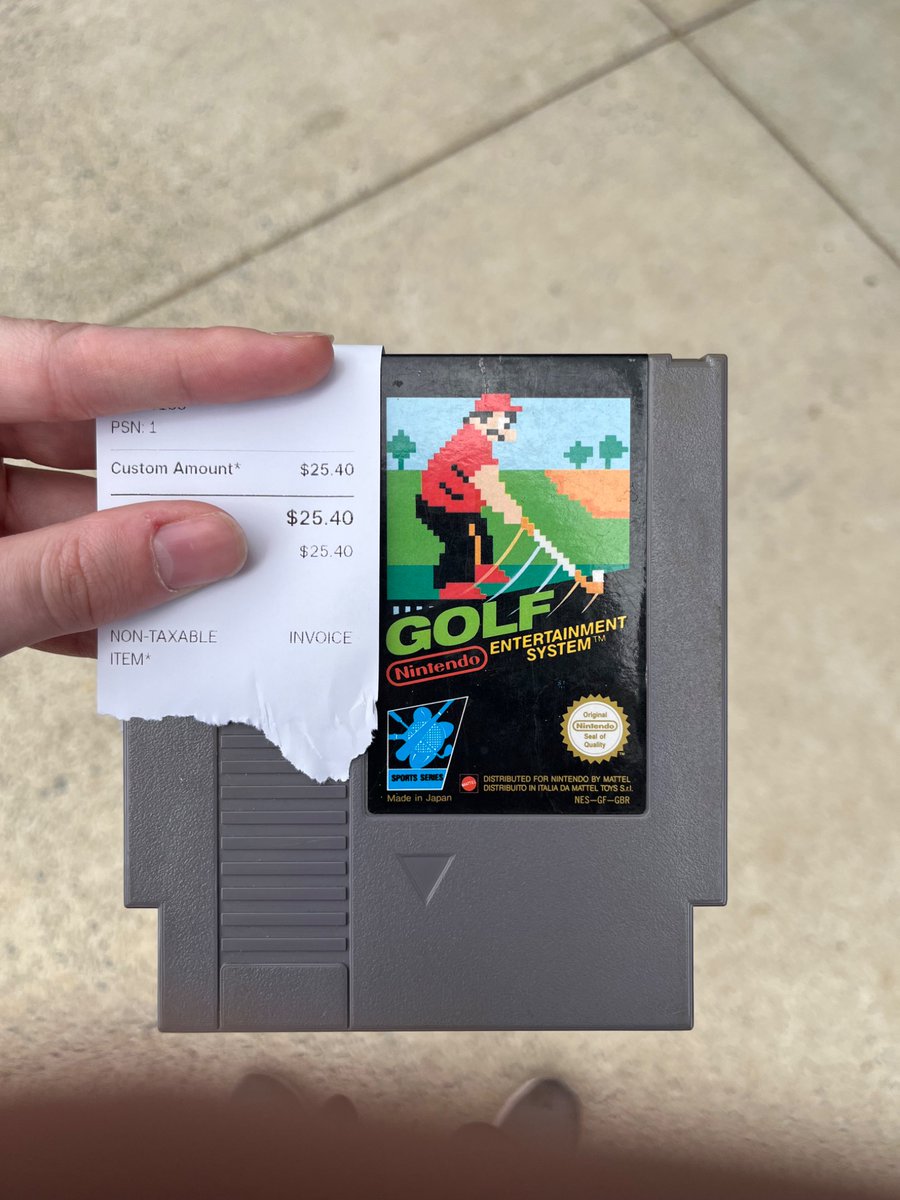 PSN: 1
Custom Amount* $25.40
$25.40
$25.40
NON-TAXABLE INVOICE
ITEM*
GOLF
Nintendo ENTERTAINMENT
SYSTEM™
Original
Nintendo
Seal of
Quality
TM
SPORTS SERIES
Made in Japan
MATTEL
DISTRIBUTED FOR NINTENDO BY MATTEL
DISTRIBUITO IN ITALIA DA MATTEL TOYS S.r.l.
NES-GF-GBR